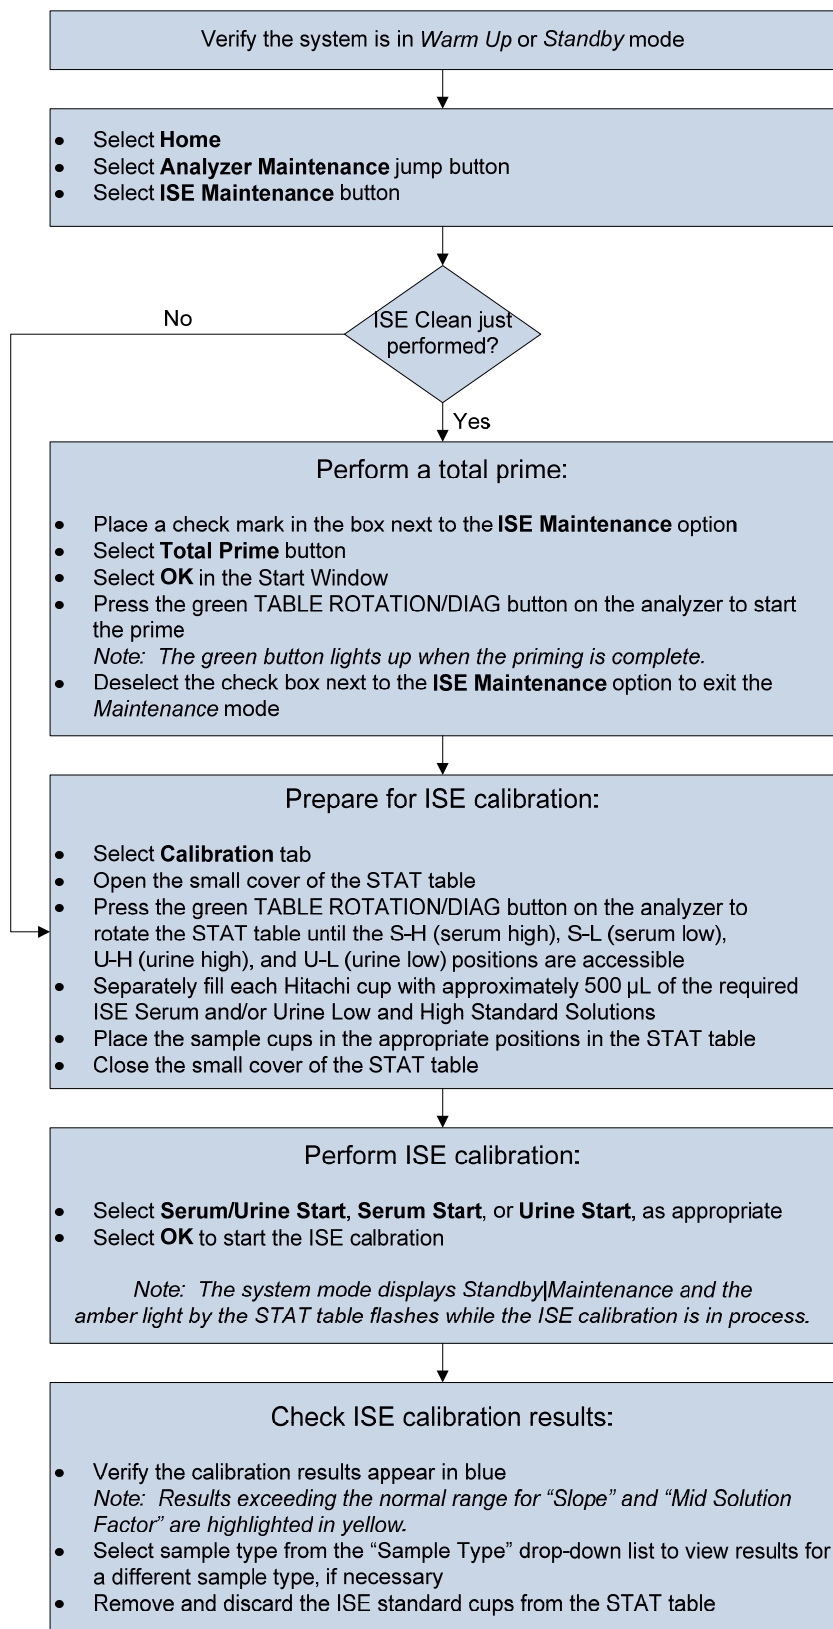 Verify the system is in Warm Up or Standby mode
• Select Home
• Select Analyzer Maintenance jump button
• Select ISE Maintenance button
ISE Clean just
performed?
No
Yes
Perform a total prime:
• Place a check mark in the box next to the ISE Maintenance option
• Select Total Prime button
• Select OK in the Start Window
• Press the green TABLE ROTATION/DIAG button on the analyzer to start
the prime
Note: The green button lights up when the priming is complete.
• Deselect the check box next to the ISE Maintenance option to exit the
Maintenance mode
Prepare for ISE calibration:
• Select Calibration tab
• Open the small cover of the STAT table
• Press the green TABLE ROTATION/DIAG button on the analyzer to
rotate the STAT table until the S-H (serum high), S-L (serum low),
U-H (urine high), and U-L (urine low) positions are accessible
• Separately fill each Hitachi cup with approximately 500 µL of the required
ISE Serum and/or Urine Low and High Standard Solutions
• Place the sample cups in the appropriate positions in the STAT table
• Close the small cover of the STAT table
Perform ISE calibration:
• Select Serum/Urine Start, Serum Start, or Urine Start, as appropriate
• Select OK to start the ISE calbration
Note: The system mode displays Standby|Maintenance and the
amber light by the STAT table flashes while the ISE calibration is in process.
Check ISE calibration results:
• Verify the calibration results appear in blue
Note: Results exceeding the normal range for “Slope” and “Mid Solution
Factor” are highlighted in yellow.
• Select sample type from the “Sample Type” drop-down list to view results for
a different sample type, if necessary
• Remove and discard the ISE standard cups from the STAT table